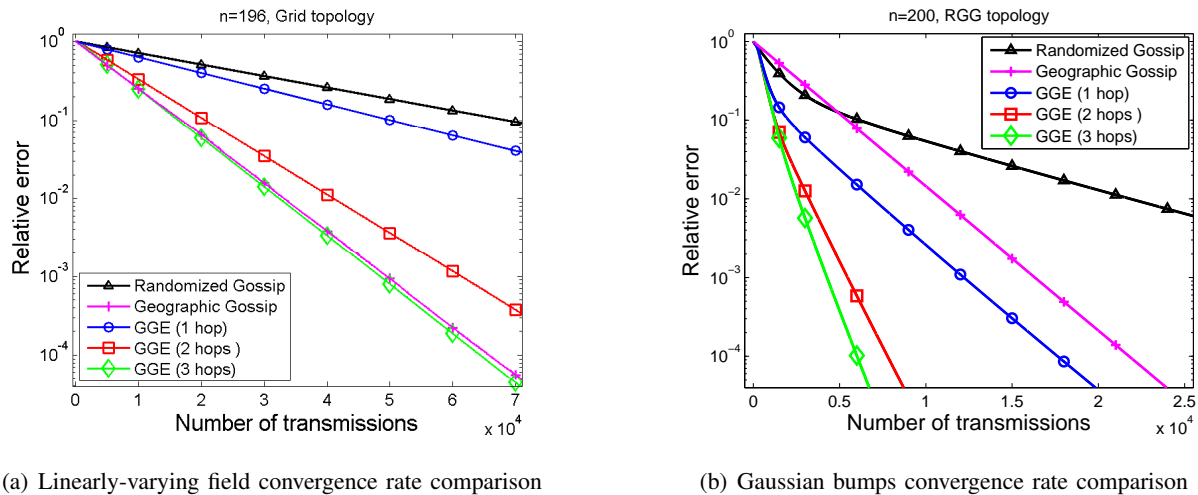 n=196, Grid topology
10^0
10^-1
10^-2
10^-3
10^-4
Relative error
Randomized Gossip
Geographic Gossip
GGE (1 hop)
GGE (2 hops )
GGE (3 hops)
0 1 2 3 4 5 6 7
Number of transmissions
x 10^4
(a) Linearly-varying field convergence rate comparison
n=200, RGG topology
10^0
10^-1
10^-2
10^-3
10^-4
Relative error
Randomized Gossip
Geographic Gossip
GGE (1 hop)
GGE (2 hops )
GGE (3 hops)
0 0.5 1 1.5 2 2.5
Number of transmissions
x 10^4
(b) Gaussian bumps convergence rate comparison